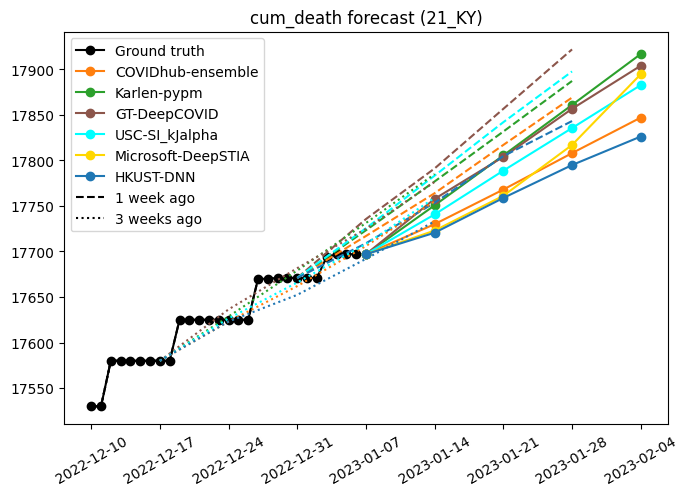 cum_death forecast (21_KY)
Ground truth
COVIDhub-ensemble
Karlen-pypm
GT-DeepCOVID
USC-SI_kJalpha
Microsoft-DeepSTIA
HKUST-DNN
1 week ago
3 weeks ago
17900
17850
17800
17750
17700
17650
17600
17550
2022-12-10
2022-12-17
2022-12-24
2022-12-31
2023-01-07
2023-01-14
2023-01-21
2023-01-28
2023-02-04